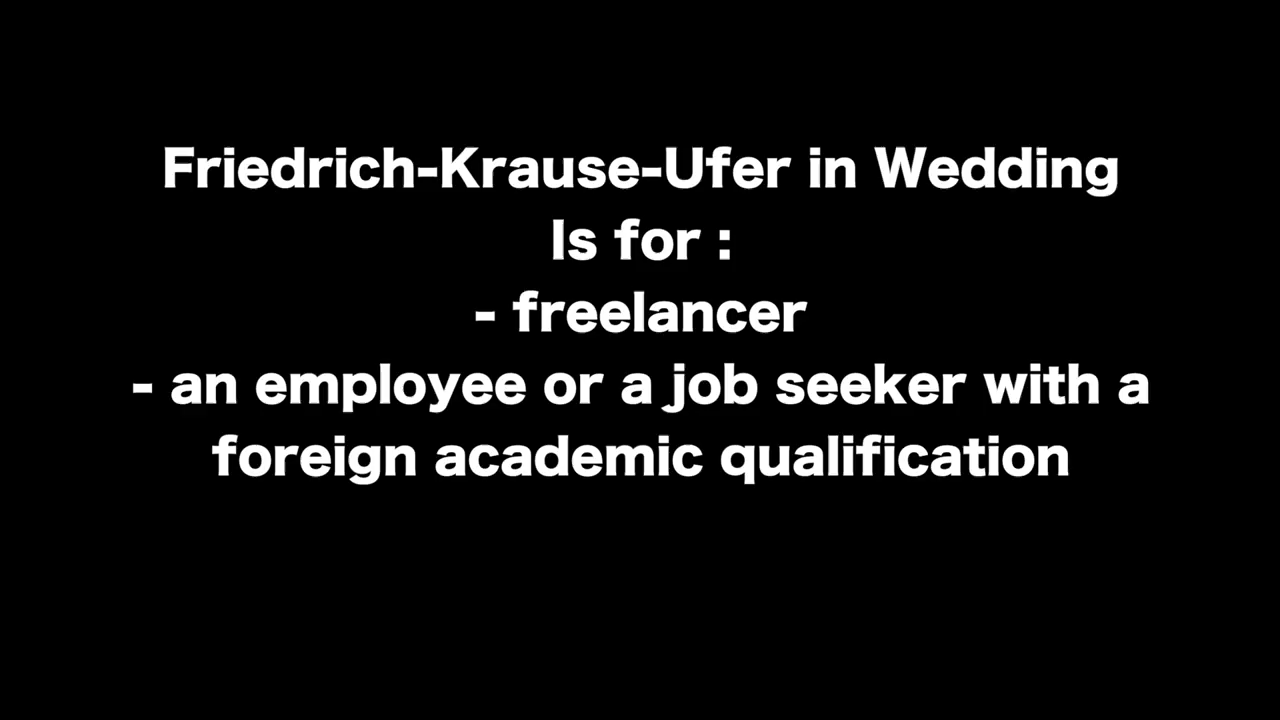 Friedrich-Krause-Ufer in Wedding
Is for :
- freelancer
- an employee or a job seeker with a
foreign academic qualification